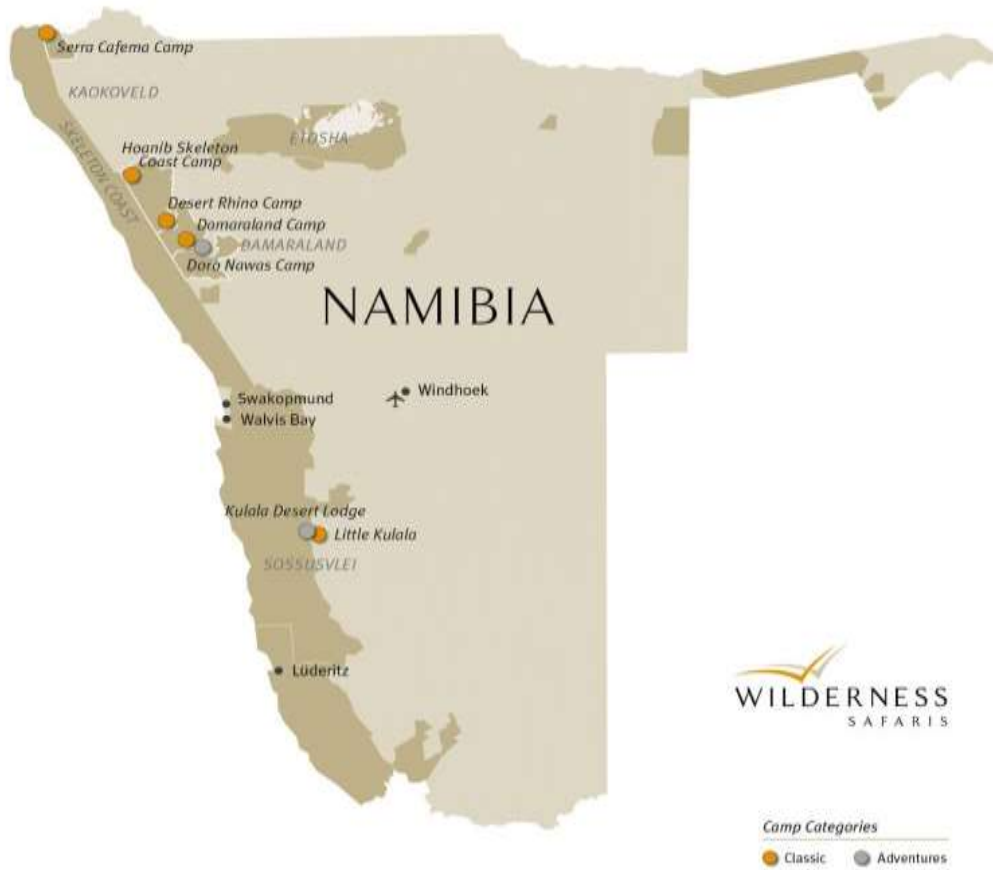 Serra Cafema Camp
KAOKOVELD
SKELETON COAST
ETOSHA
Hoanib Skeleton
Coast Camp
Desert Rhino Camp
Damaraland Camp
DAMARALAND
Doro Nawas Camp
NAMIBIA
Swakopmund
Windhoek
Walvis Bay
Kulala Desert Lodge
Little Kulala
SOSSUSVLEI
Lüderitz
WILDERNESS
SAFARIS
Camp Categories
Classic Adventures